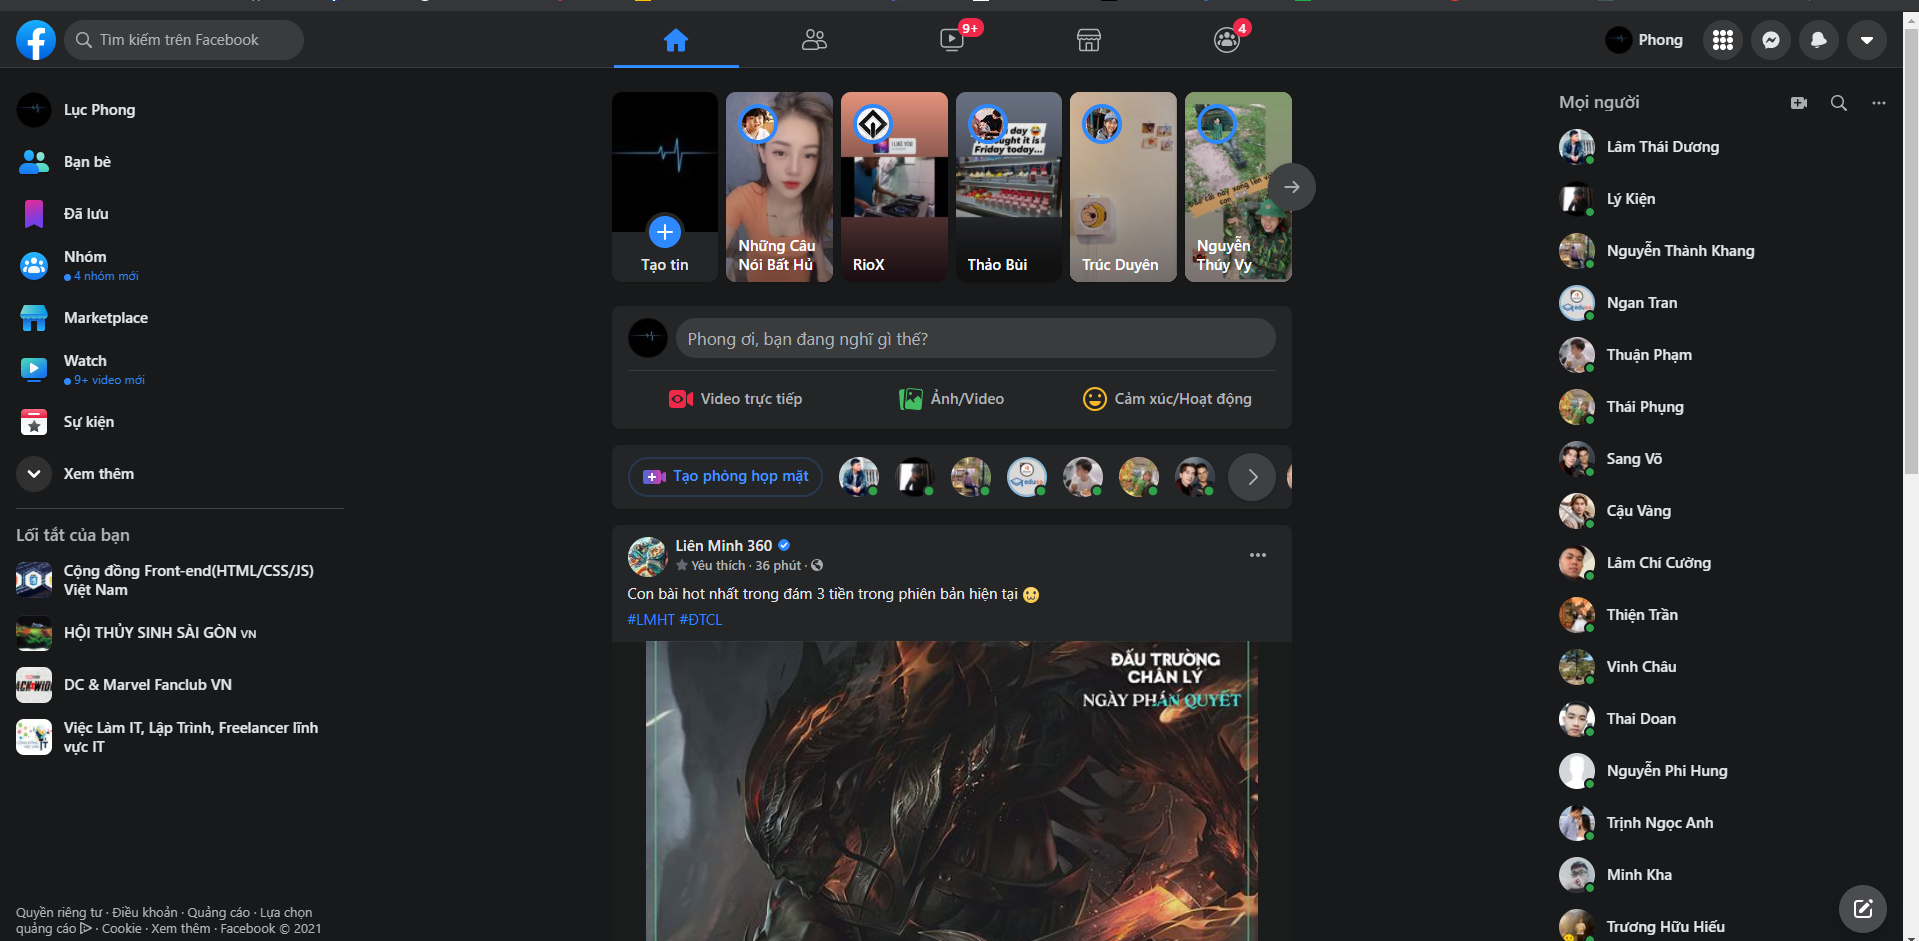 Tìm kiếm trên Facebook
9+
4
Phong
Lục Phong
Bạn bè
Đã lưu
Nhóm
4 nhóm mới
Marketplace
Watch
9+ video mới
Sự kiện
Xem thêm
Lối tắt của bạn
Cộng đồng Front-end(HTML/CSS/JS)
Việt Nam
HỘI THỦY SINH SÀI GÒN VN
DC & Marvel Fanclub VN
Việc Làm IT, Lập Trình, Freelancer lĩnh
vực IT
Quyền riêng tư · Điều khoản · Quảng cáo · Lựa chọn
quảng cáo · Cookie · Xem thêm · Facebook © 2021
Tạo tin
Những Câu
Nói Bất Hủ
I LIKE YOU
RioX
day
Friday today...
Thảo Bùi
Trúc Duyên
Nguyễn
Thúy Vy
Phong ơi, bạn đang nghĩ gì thế?
Video trực tiếp
Ảnh/Video
Cảm xúc/Hoạt động
Tạo phòng họp mặt
Liên Minh 360
Yêu thích · 36 phút ·
Con bài hot nhất trong đám 3 tiền trong phiên bản hiện tại
#LMHT #ĐTCL
ĐẤU TRƯỜNG
CHÂN LÝ
NGÀY PHÁN QUYẾT
Mọi người
Lâm Thái Dương
Lý Kiện
Nguyễn Thành Khang
Ngan Tran
Thuận Phạm
Thái Phụng
Sang Võ
Cậu Vàng
Lâm Chí Cường
Thiện Trần
Vinh Châu
Thai Doan
Nguyễn Phi Hung
Trịnh Ngọc Anh
Minh Kha
Trương Hữu Hiếu